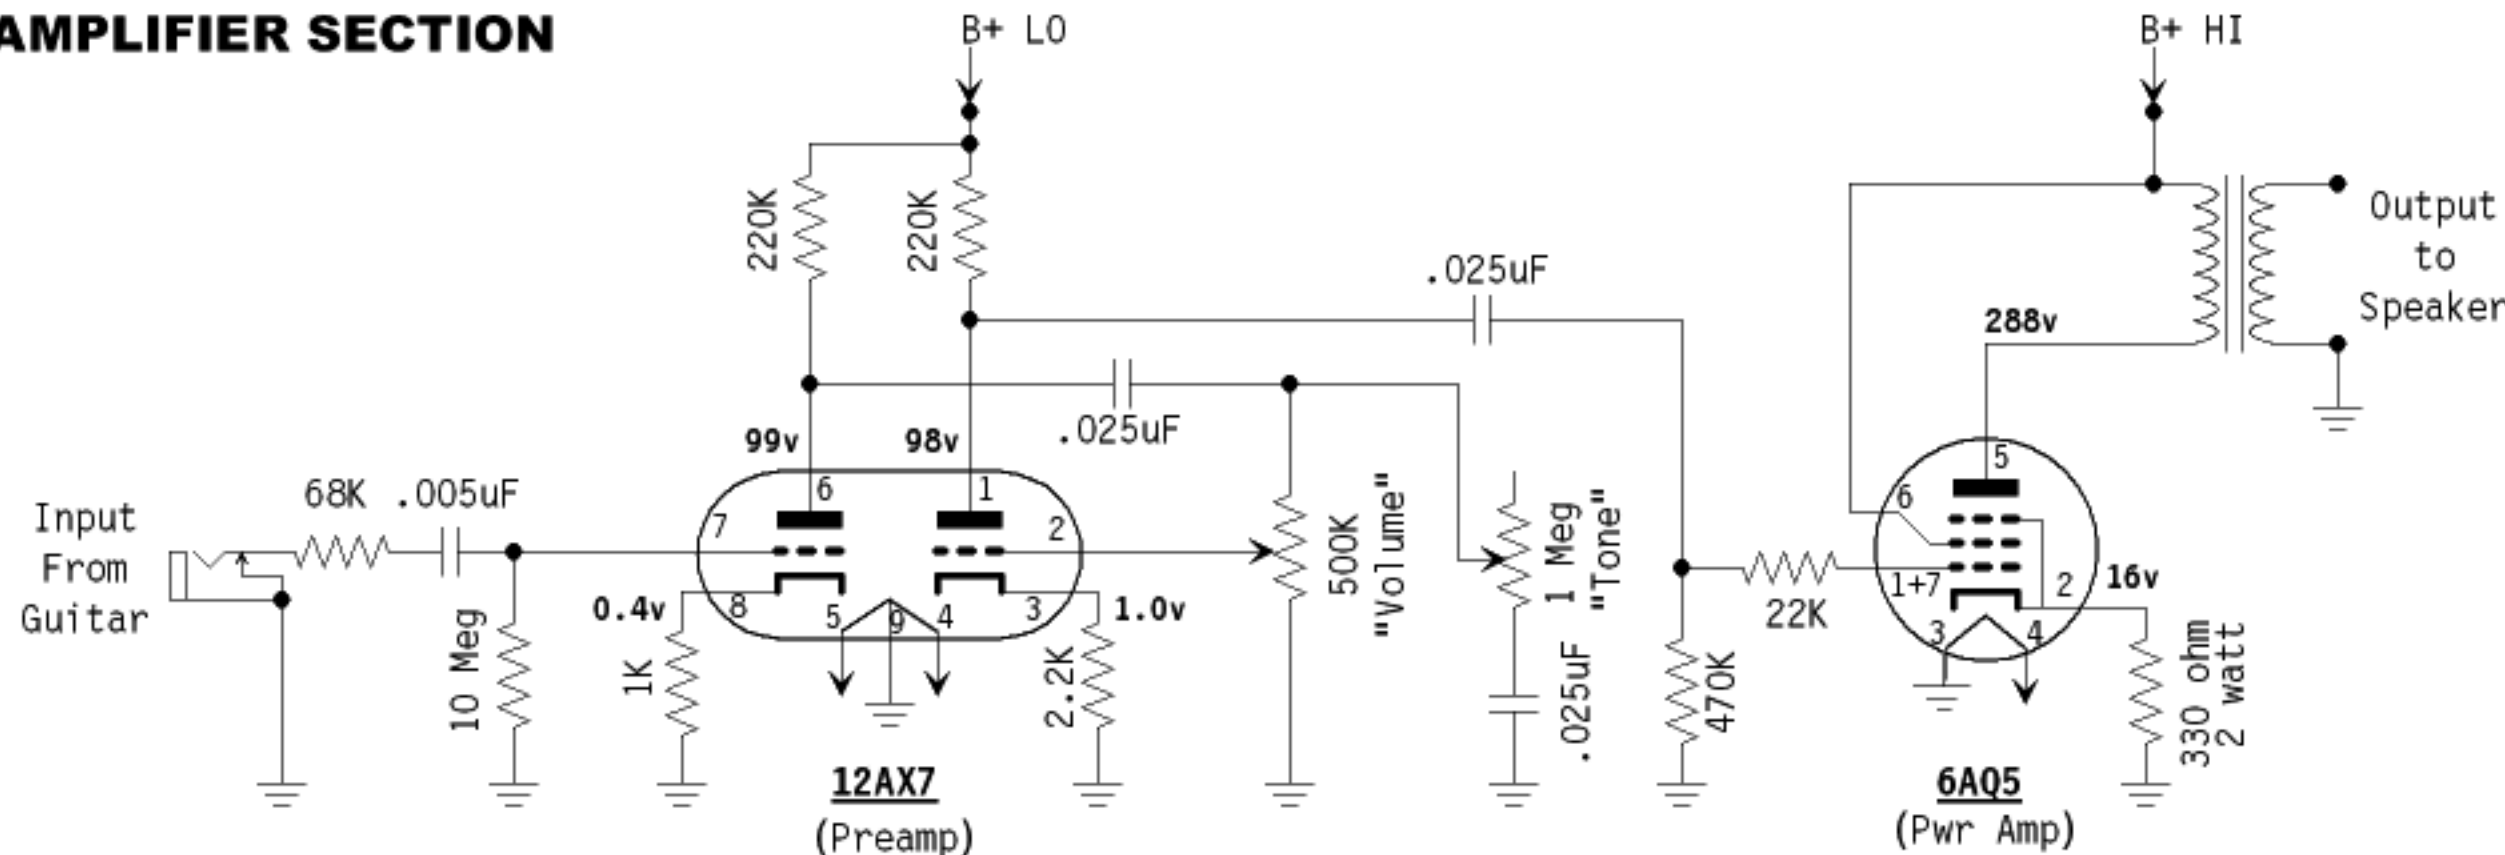 AMPLIFIER SECTION
B+ LO
B+ HI
220K
220K
.025uF
.025uF
Output
to
Speaker
288v
99v
98v
68K
.005uF
Input
From
Guitar
10 Meg
6
1
7
2
8
5
9
4
3
0.4v
1.0v
1K
2.2K
12AX7
(Preamp)
500K
"Volume"
1 Meg
"Tone"
.025uF
470K
22K
5
6
1+7
2
3
4
16v
330 ohm
2 watt
6AQ5
(Pwr Amp)